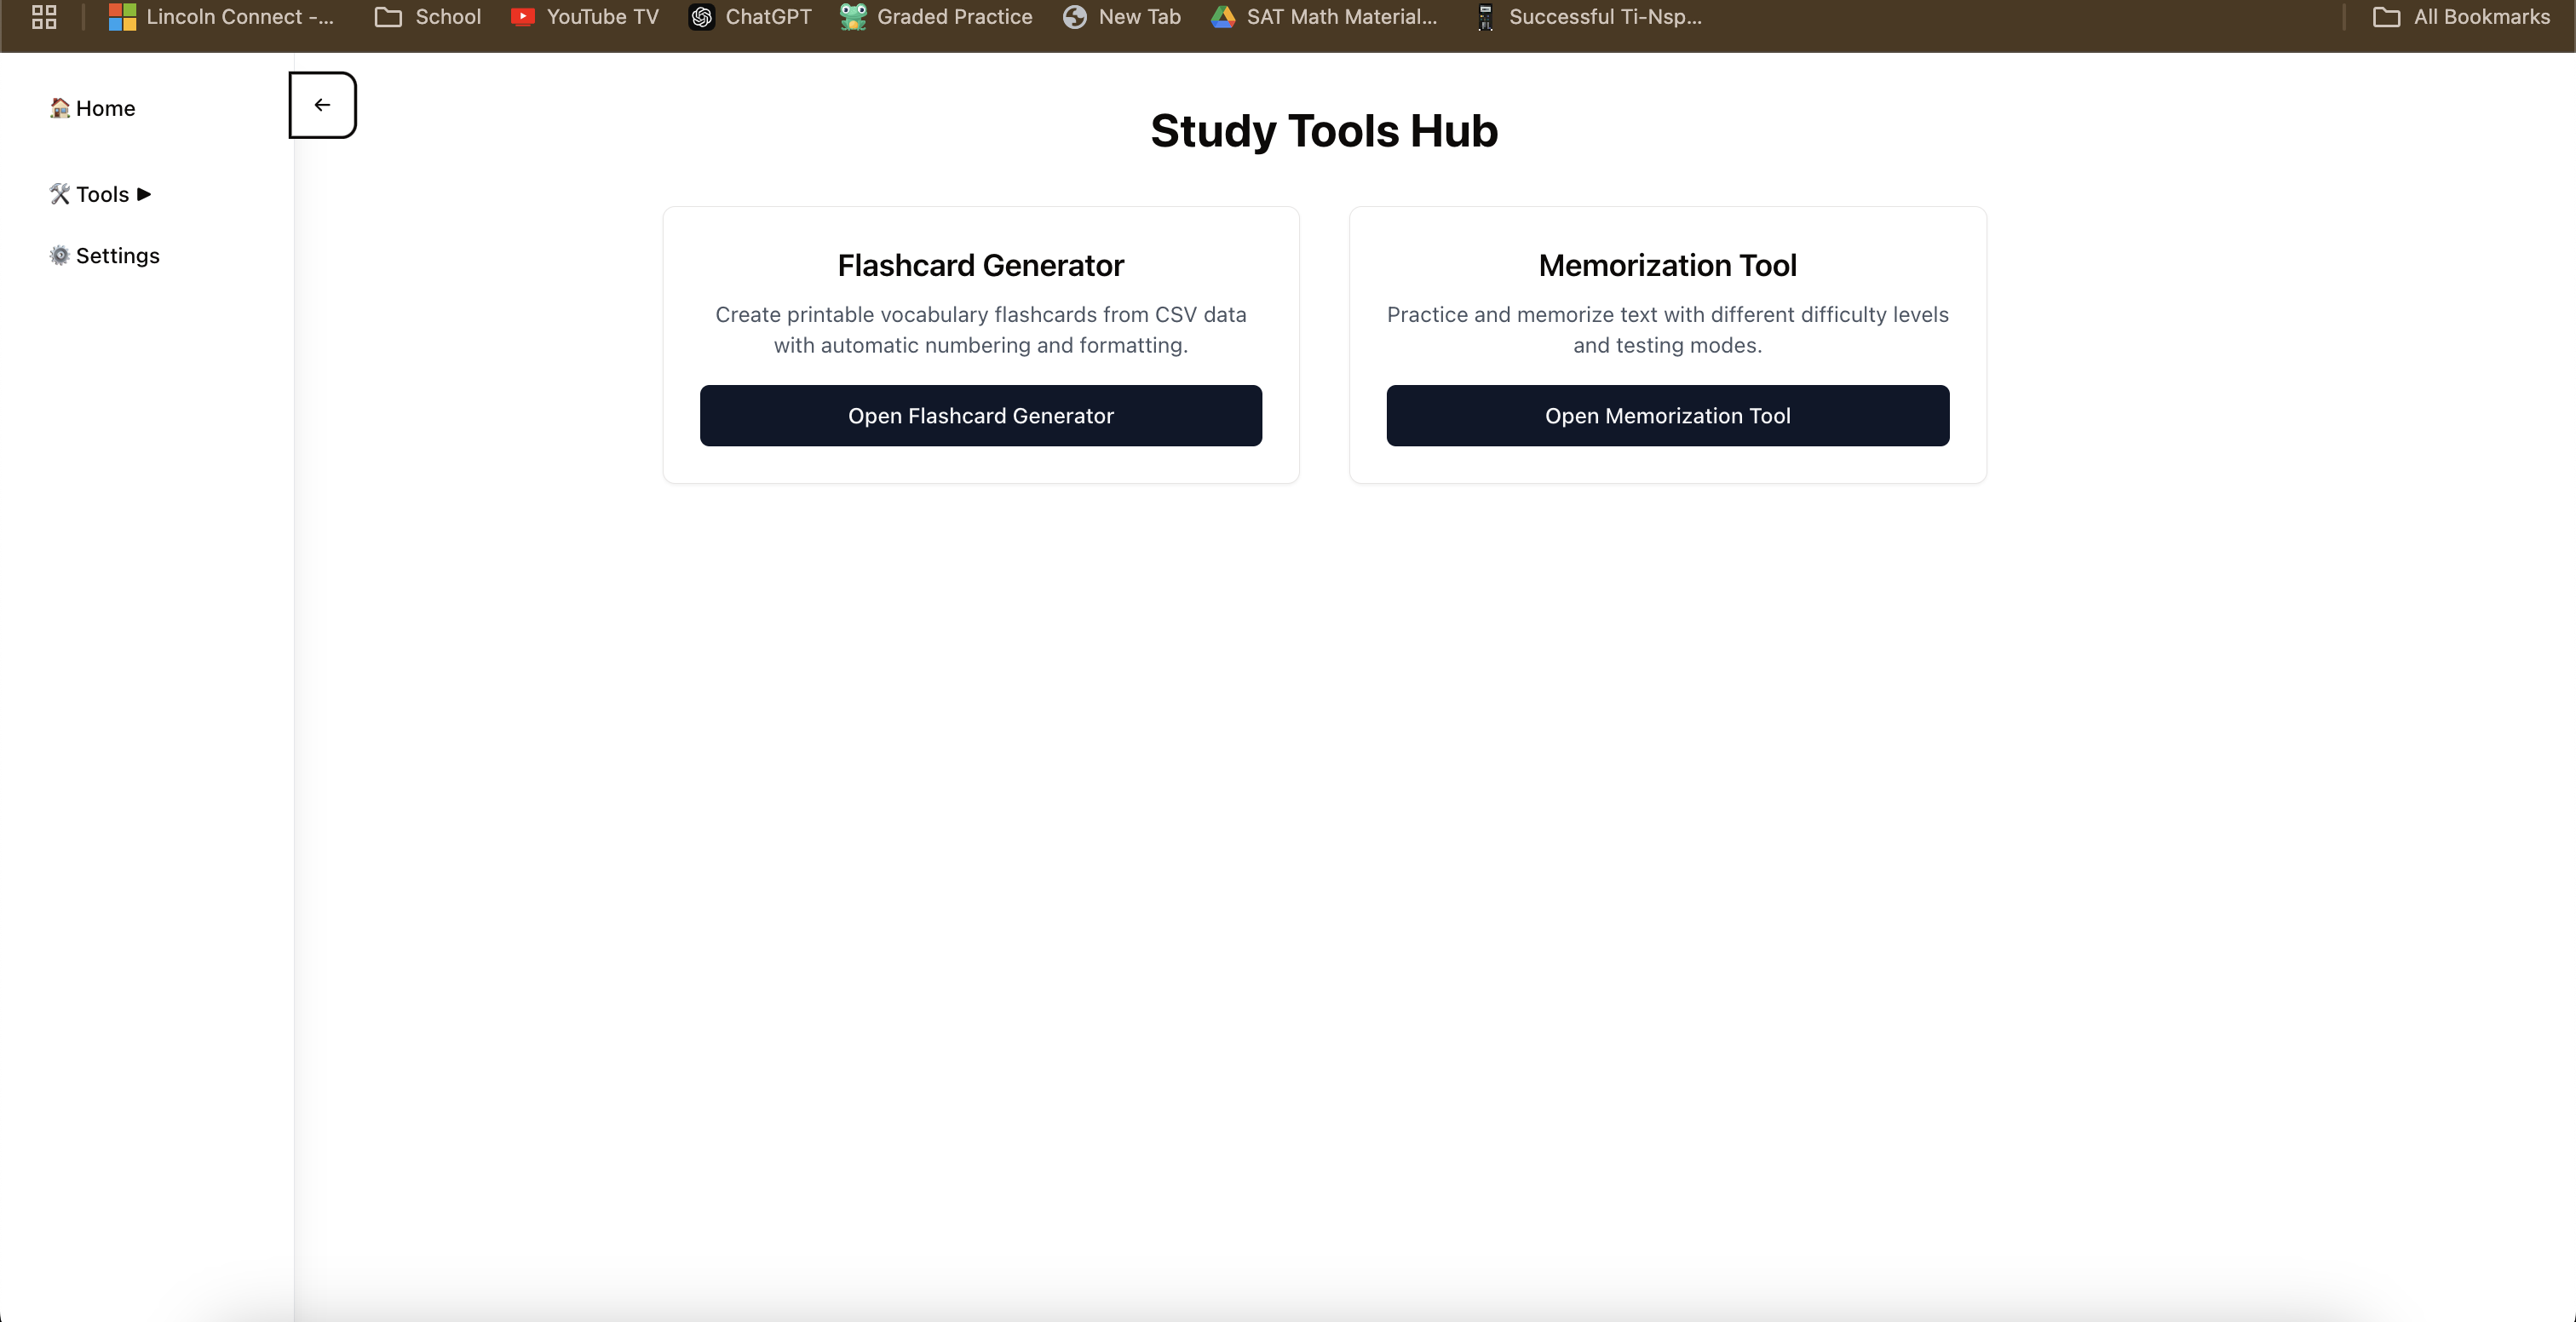 Lincoln Connect -...
School
YouTube TV
ChatGPT
Graded Practice
New Tab
SAT Math Material...
Successful Ti-Nsp...
All Bookmarks
Home
Tools
Settings
Study Tools Hub
Flashcard Generator
Create printable vocabulary flashcards from CSV data
with automatic numbering and formatting.
Open Flashcard Generator
Memorization Tool
Practice and memorize text with different difficulty levels
and testing modes.
Open Memorization Tool